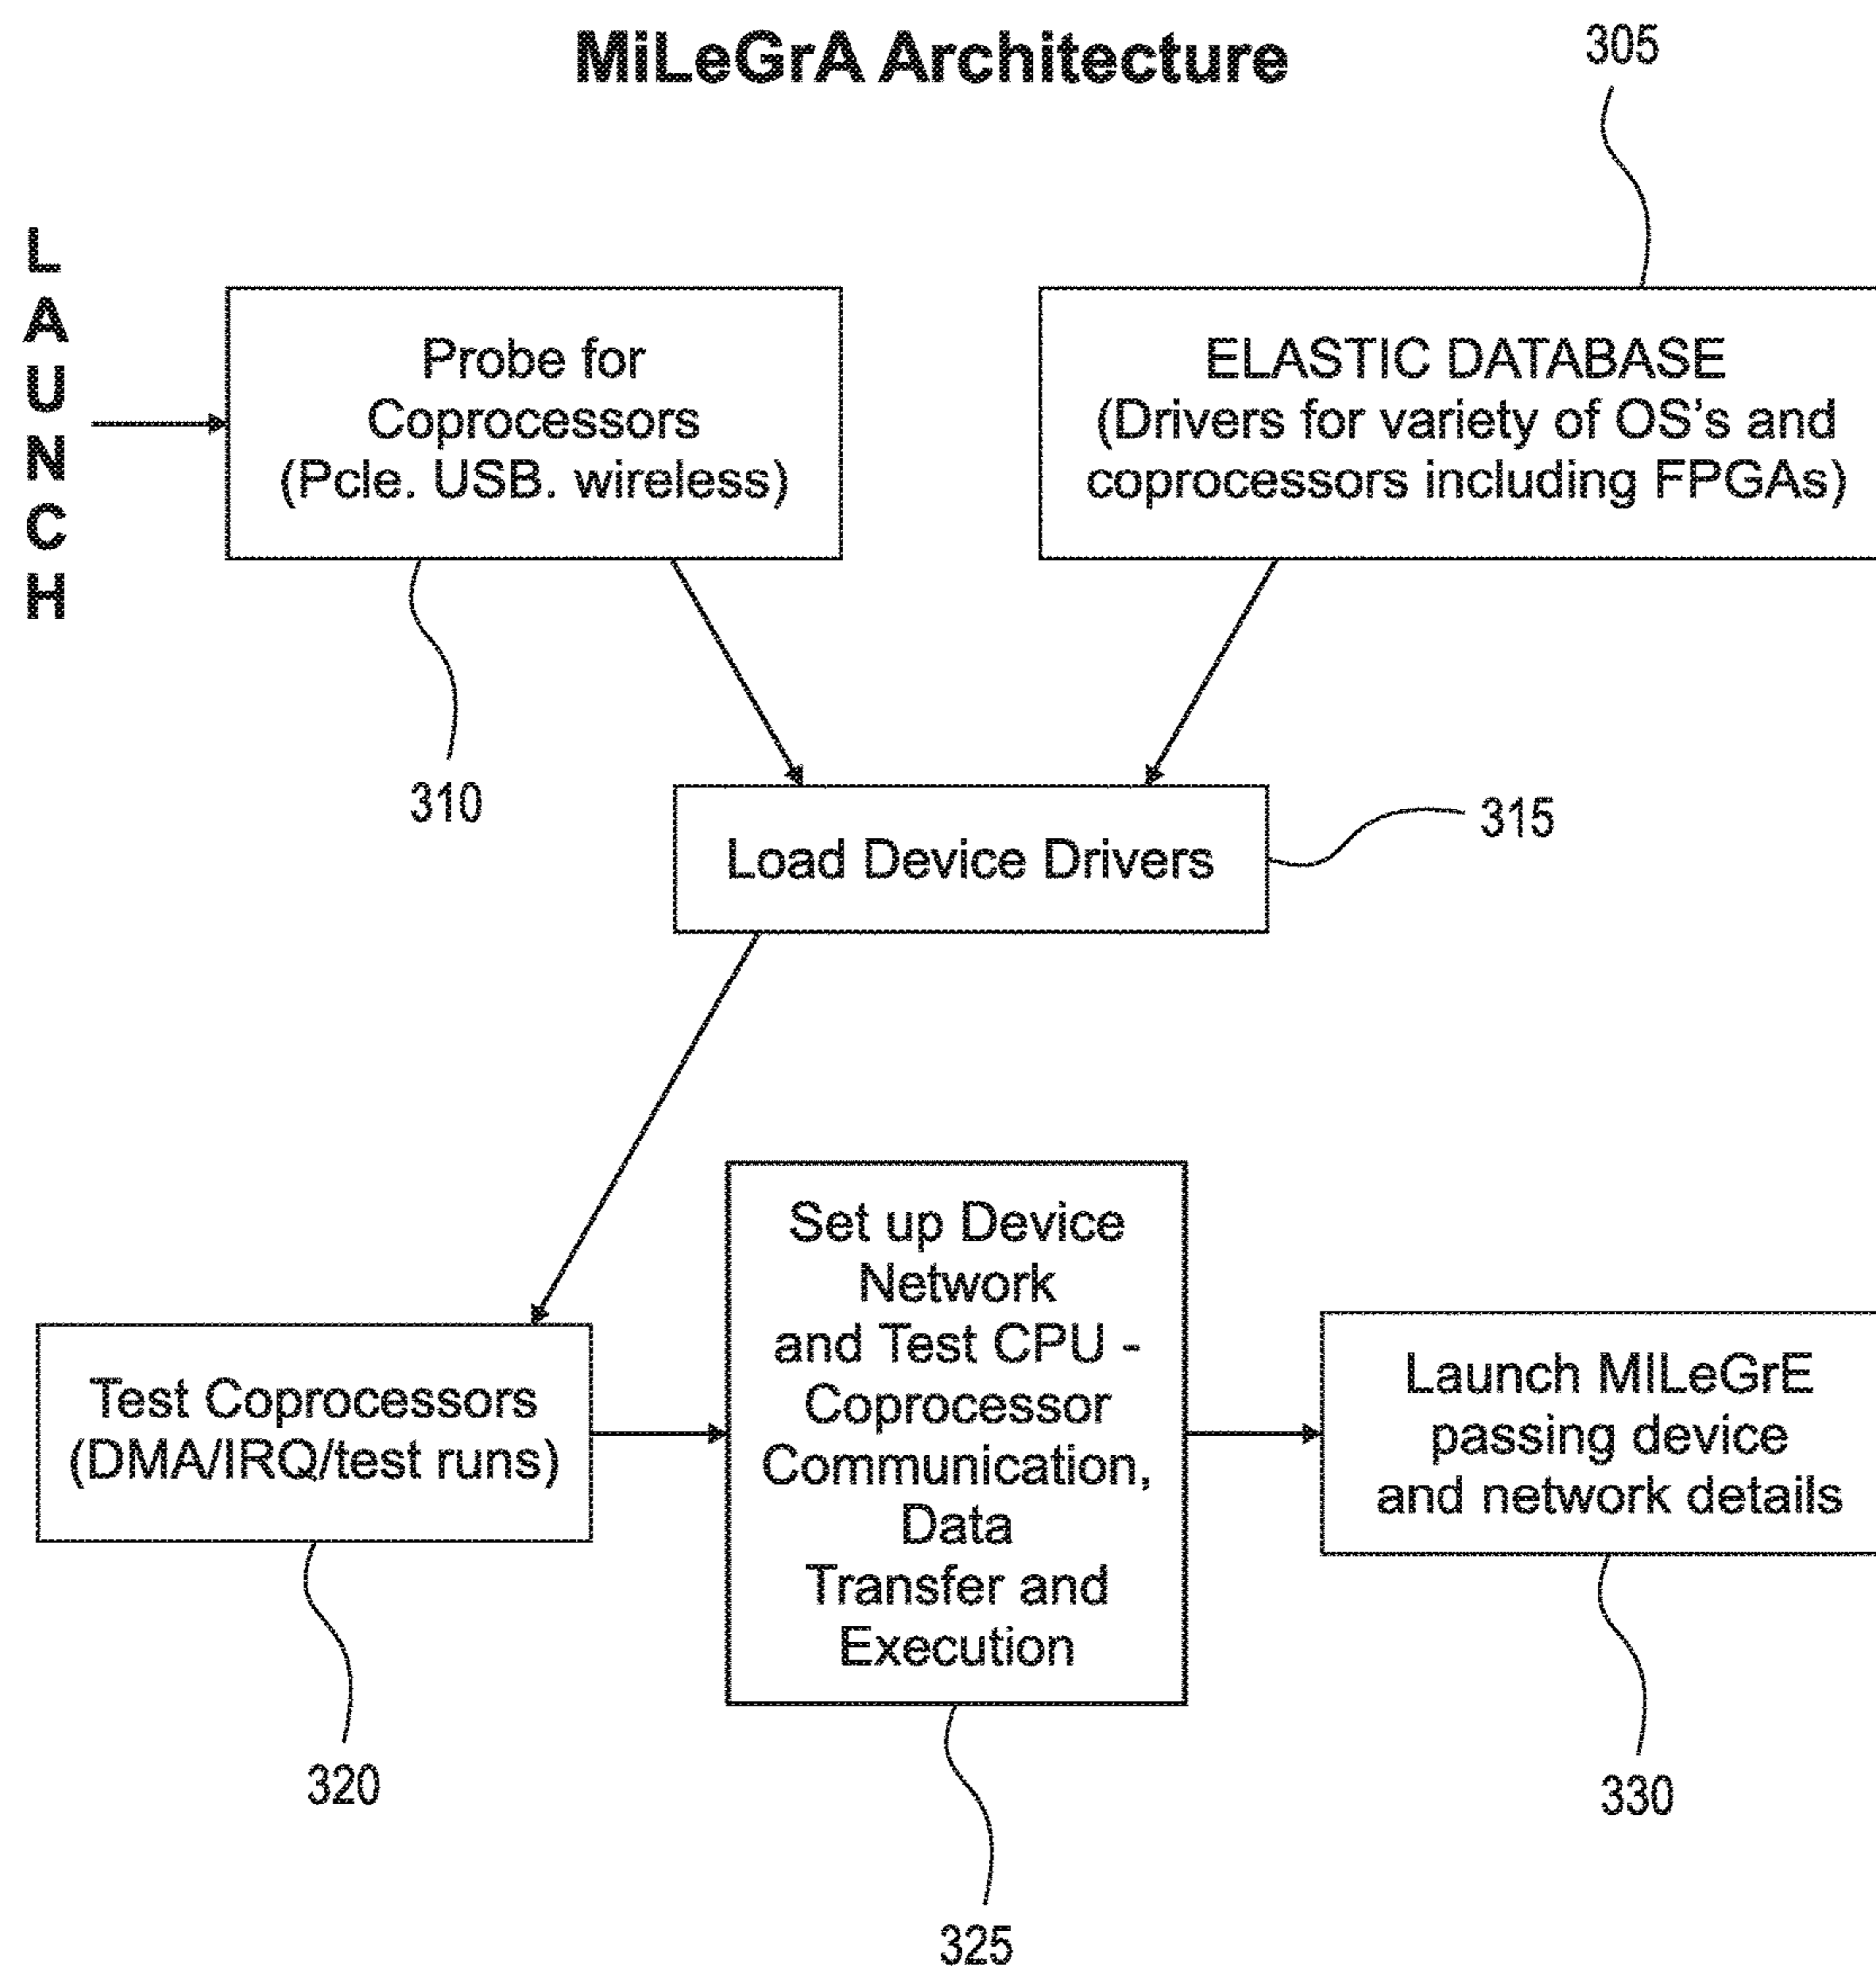 MiLeGrA Architecture
305
LAUNCH
Probe for
Coprocessors
(Pcle. USB. wireless)
ELASTIC DATABASE
(Drivers for variety of OS's and
coprocessors including FPGAs)
310
Load Device Drivers
315
Test Coprocessors
(DMA/IRQ/test runs)
Set up Device
Network
and Test CPU -
Coprocessor
Communication,
Data
Transfer and
Execution
Launch MILeGrE
passing device
and network details
320
325
330